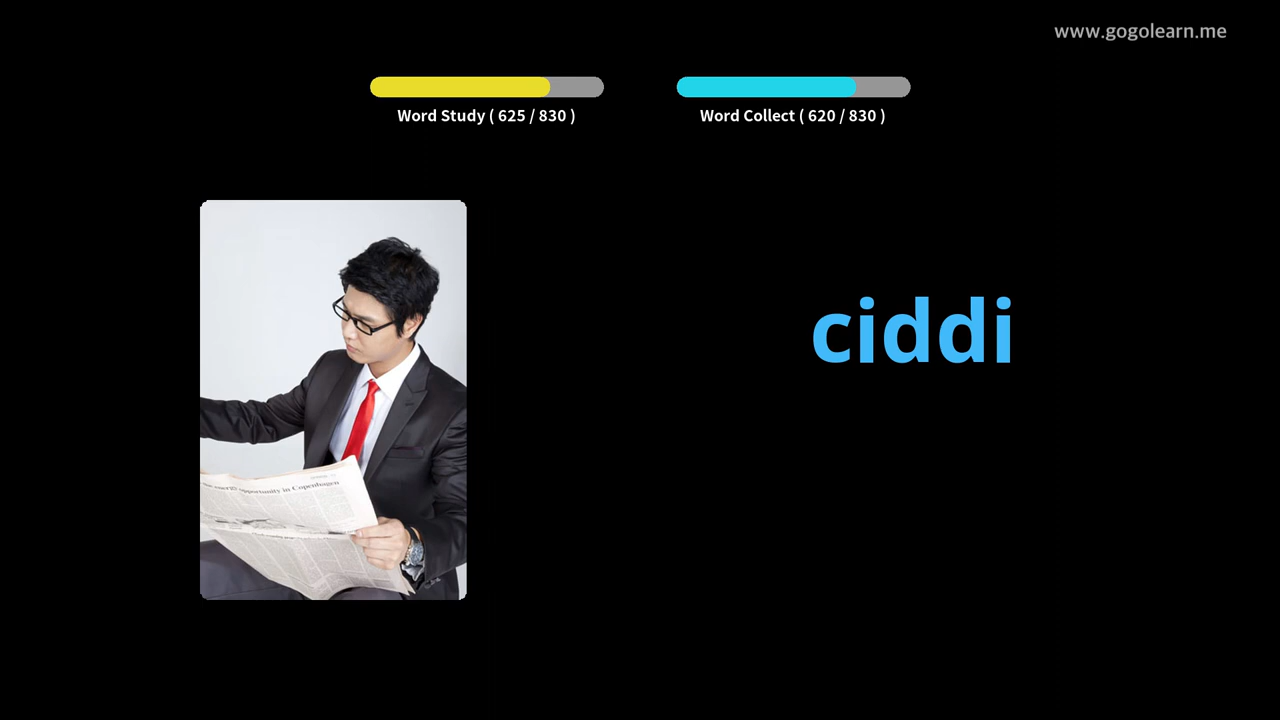 www.gogolearn.me
Word Study ( 625 / 830 )
Word Collect ( 620 / 830 )
ciddi
opportunity in Copenhagen